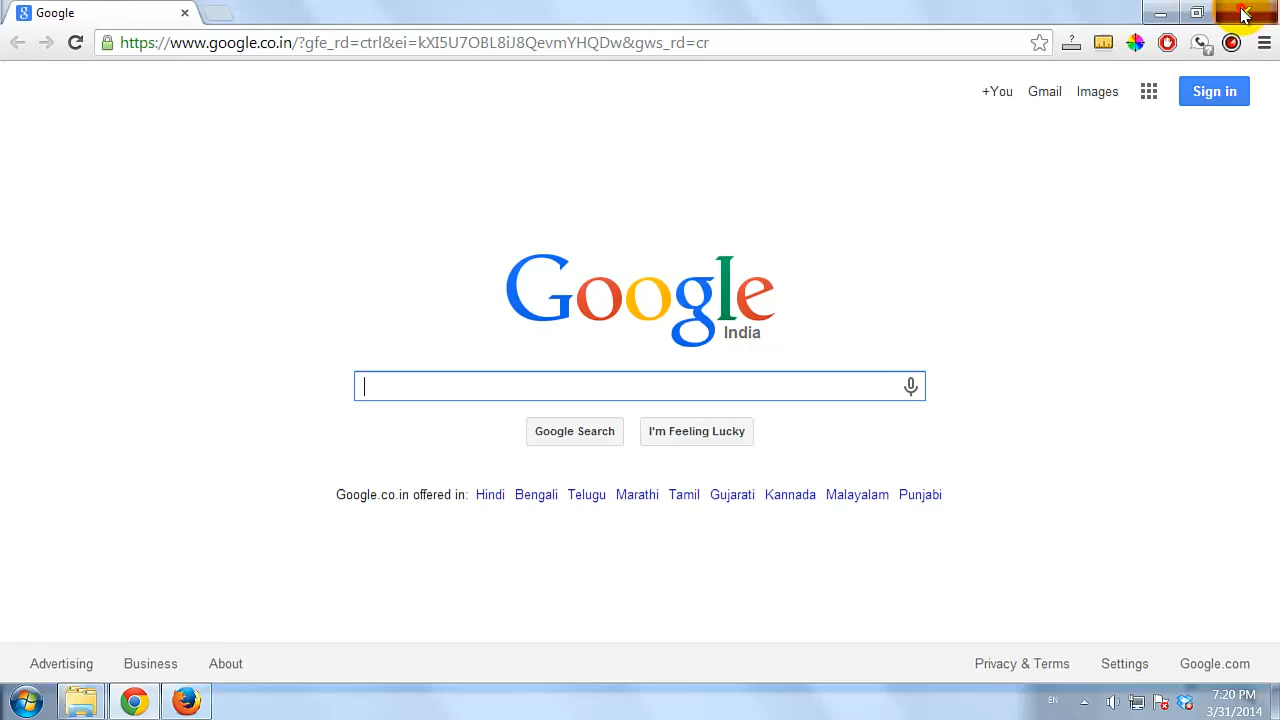 Google
https://www.google.co.in/?gfe_rd=ctrl&ei=kXI5U7OBL8iJ8QevmYHQDw&gws_rd=cr
+You Gmail Images Sign in
Google
India
Google Search I'm Feeling Lucky
Google.co.in offered in: Hindi Bengali Telugu Marathi Tamil Gujarati Kannada Malayalam Punjabi
Advertising Business About Privacy & Terms Settings Google.com
EN 7:20 PM
3/31/2014